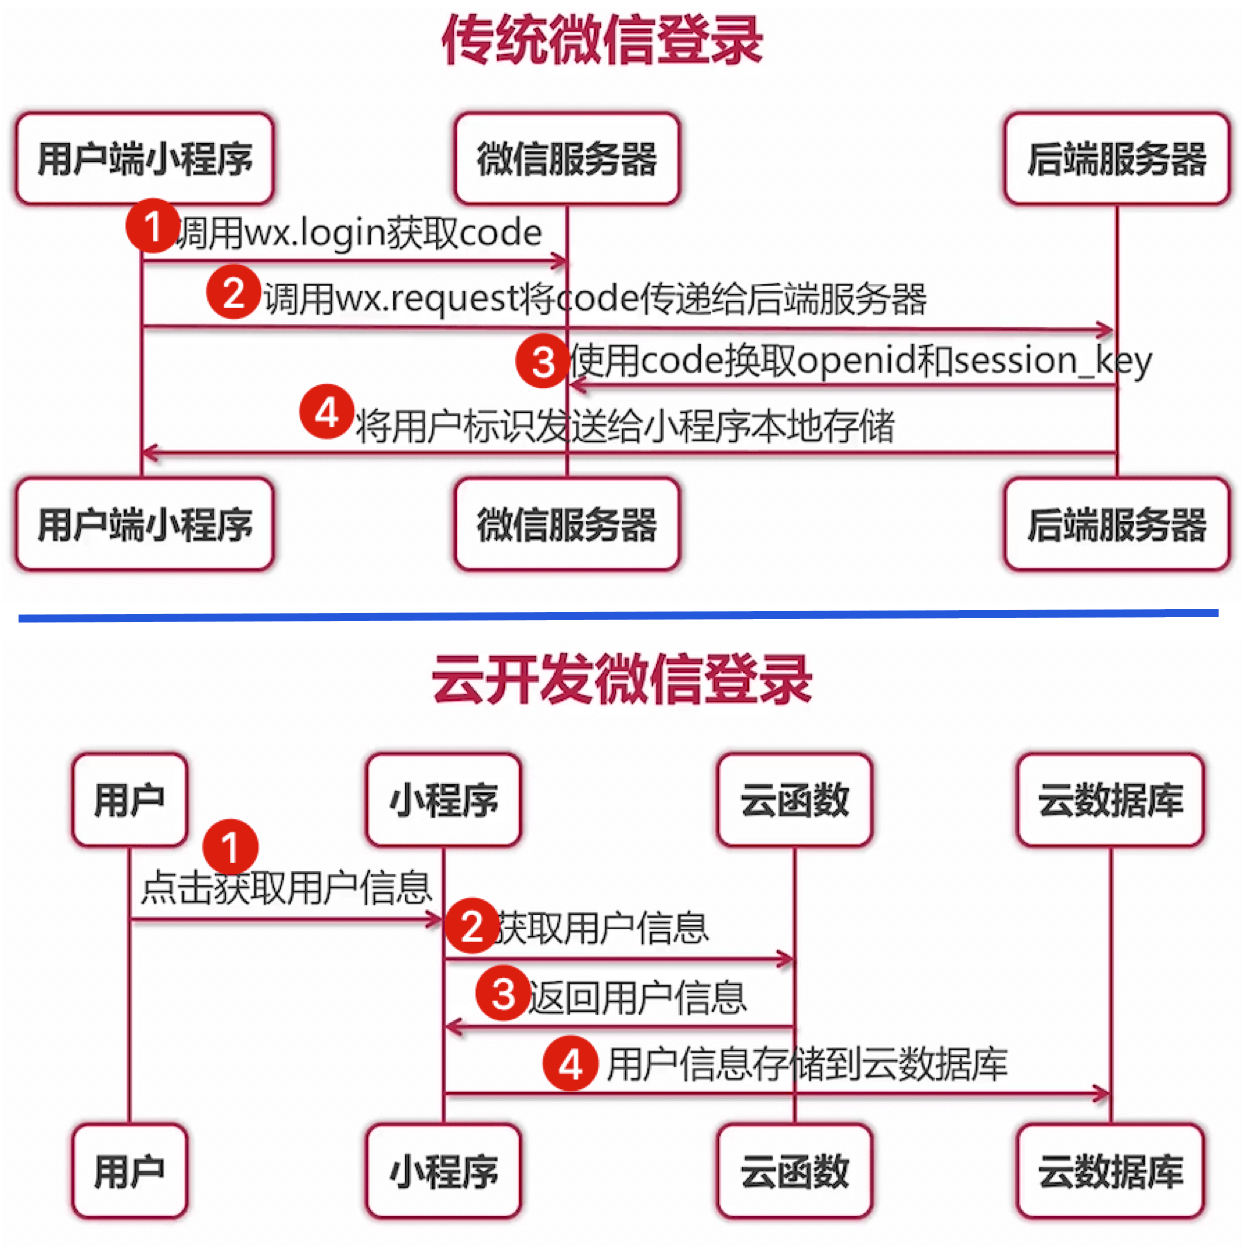 传统微信登录
用户端小程序
微信服务器
后端服务器
1 调用wx.login获取code
2 调用wx.request将code传递给后端服务器
3 使用code换取openid和session_key
4 将用户标识发送给小程序本地存储
用户端小程序
微信服务器
后端服务器
云开发微信登录
用户
小程序
云函数
云数据库
1
点击获取用户信息
2 获取用户信息
3 返回用户信息
4 用户信息存储到云数据库
用户
小程序
云函数
云数据库